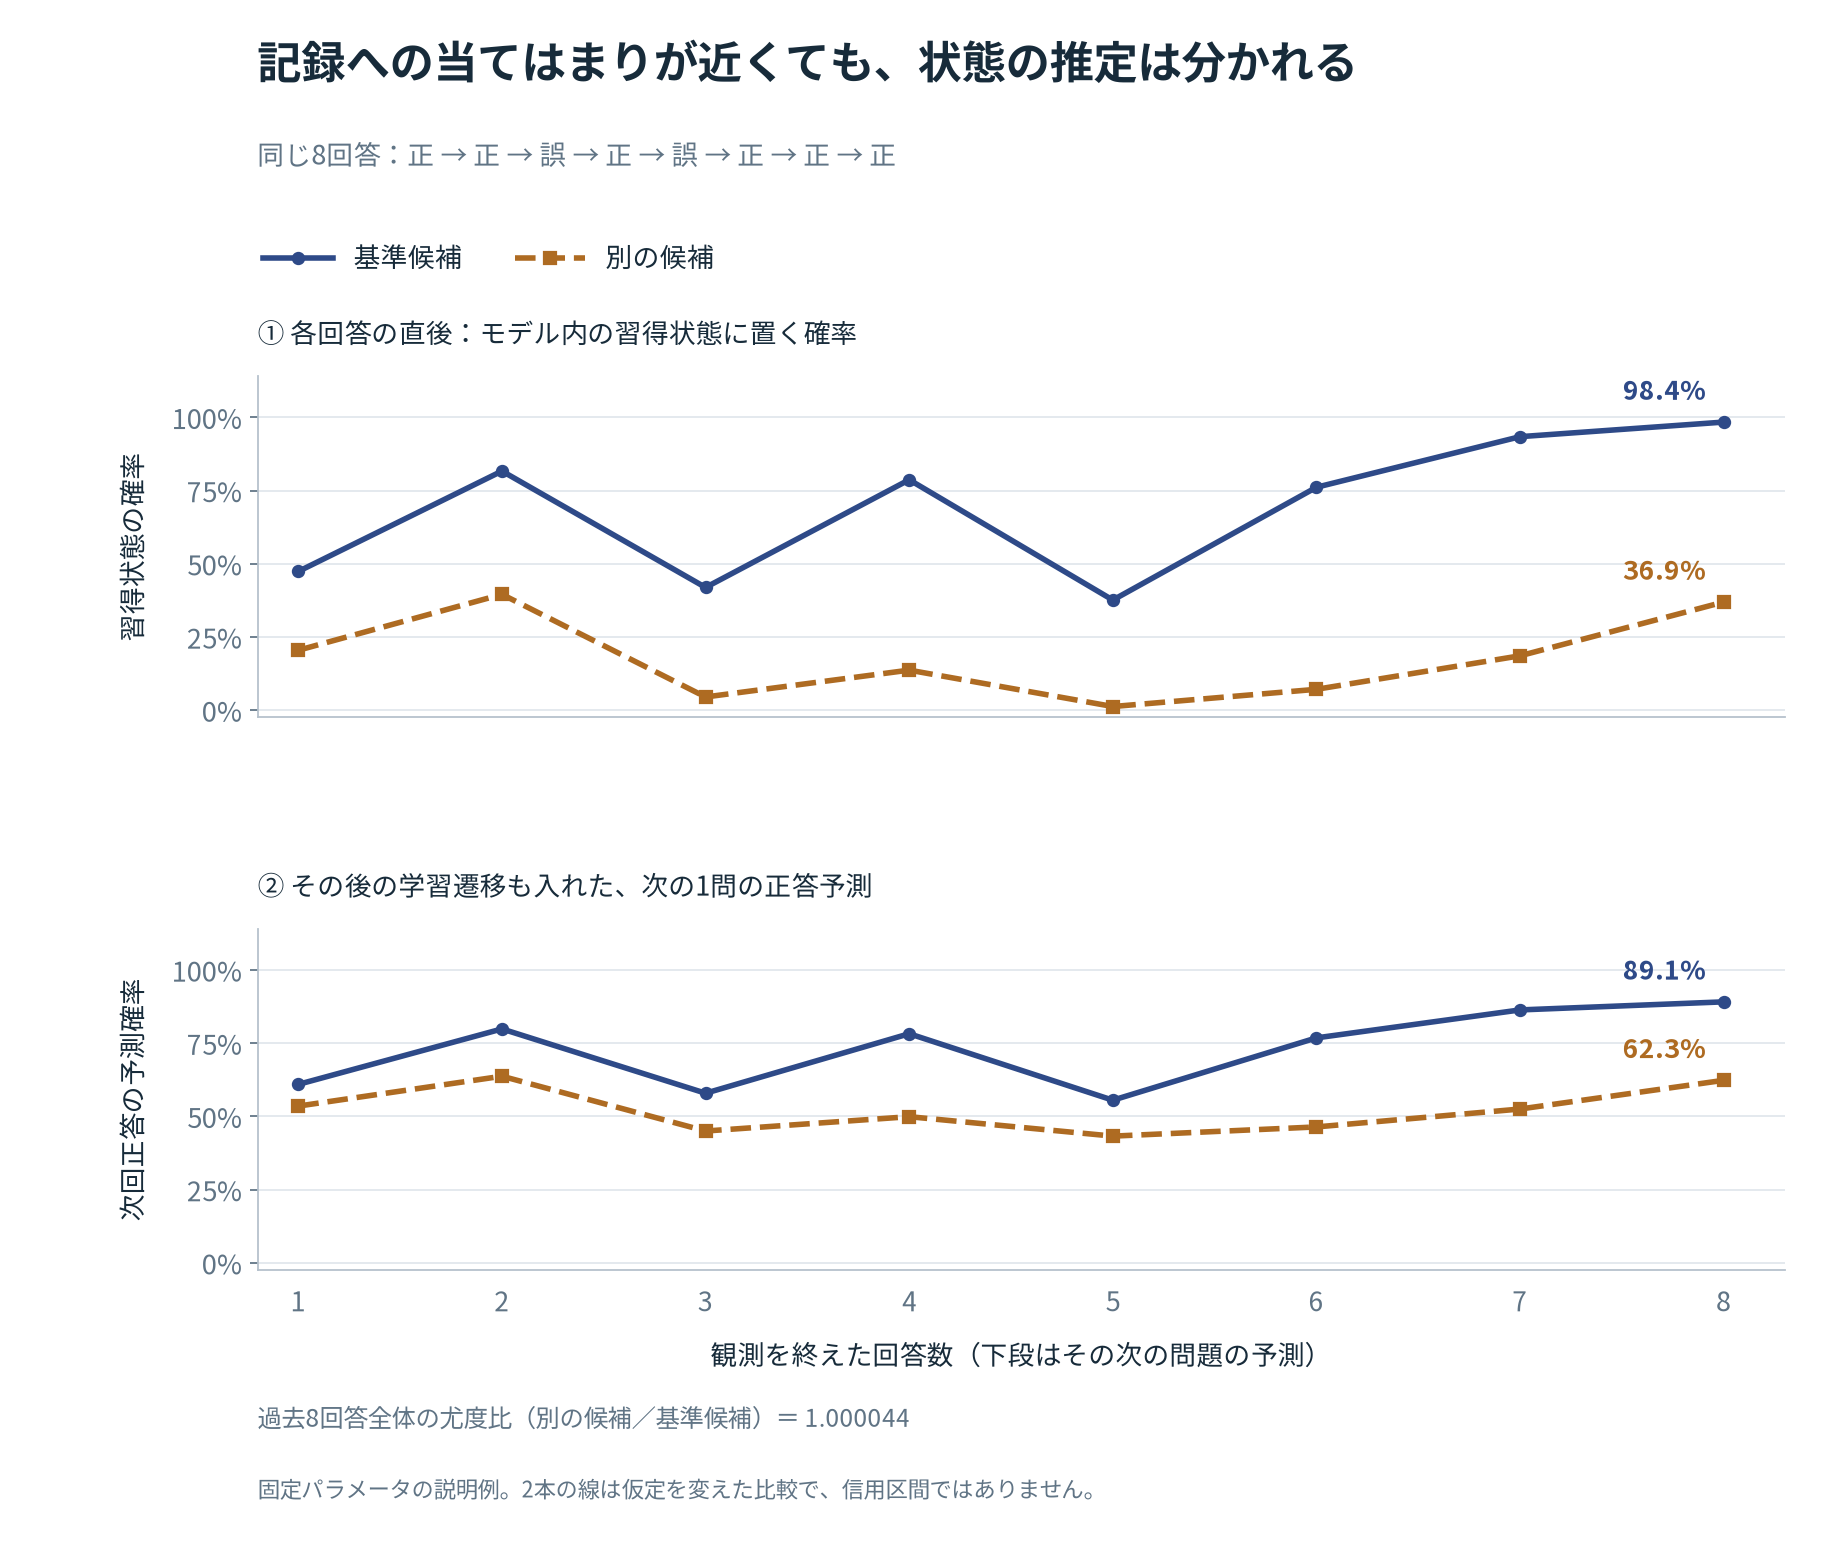 記録への当てはまりが近くても、状態の推定は分かれる
同じ8回答：正 → 正 → 誤 → 正 → 誤 → 正 → 正 → 正
基準候補
別の候補
① 各回答の直後：モデル内の習得状態に置く確率
習得状態の確率
100%
75%
50%
25%
0%
98.4%
36.9%
② その後の学習遷移も入れた、次の1問の正答予測
次回正答の予測確率
100%
75%
50%
25%
0%
89.1%
62.3%
1 2 3 4 5 6 7 8
観測を終えた回答数（下段はその次の問題の予測）
過去8回答全体の尤度比（別の候補／基準候補）＝ 1.000044
固定パラメータの説明例。2本の線は仮定を変えた比較で、信用区間ではありません。